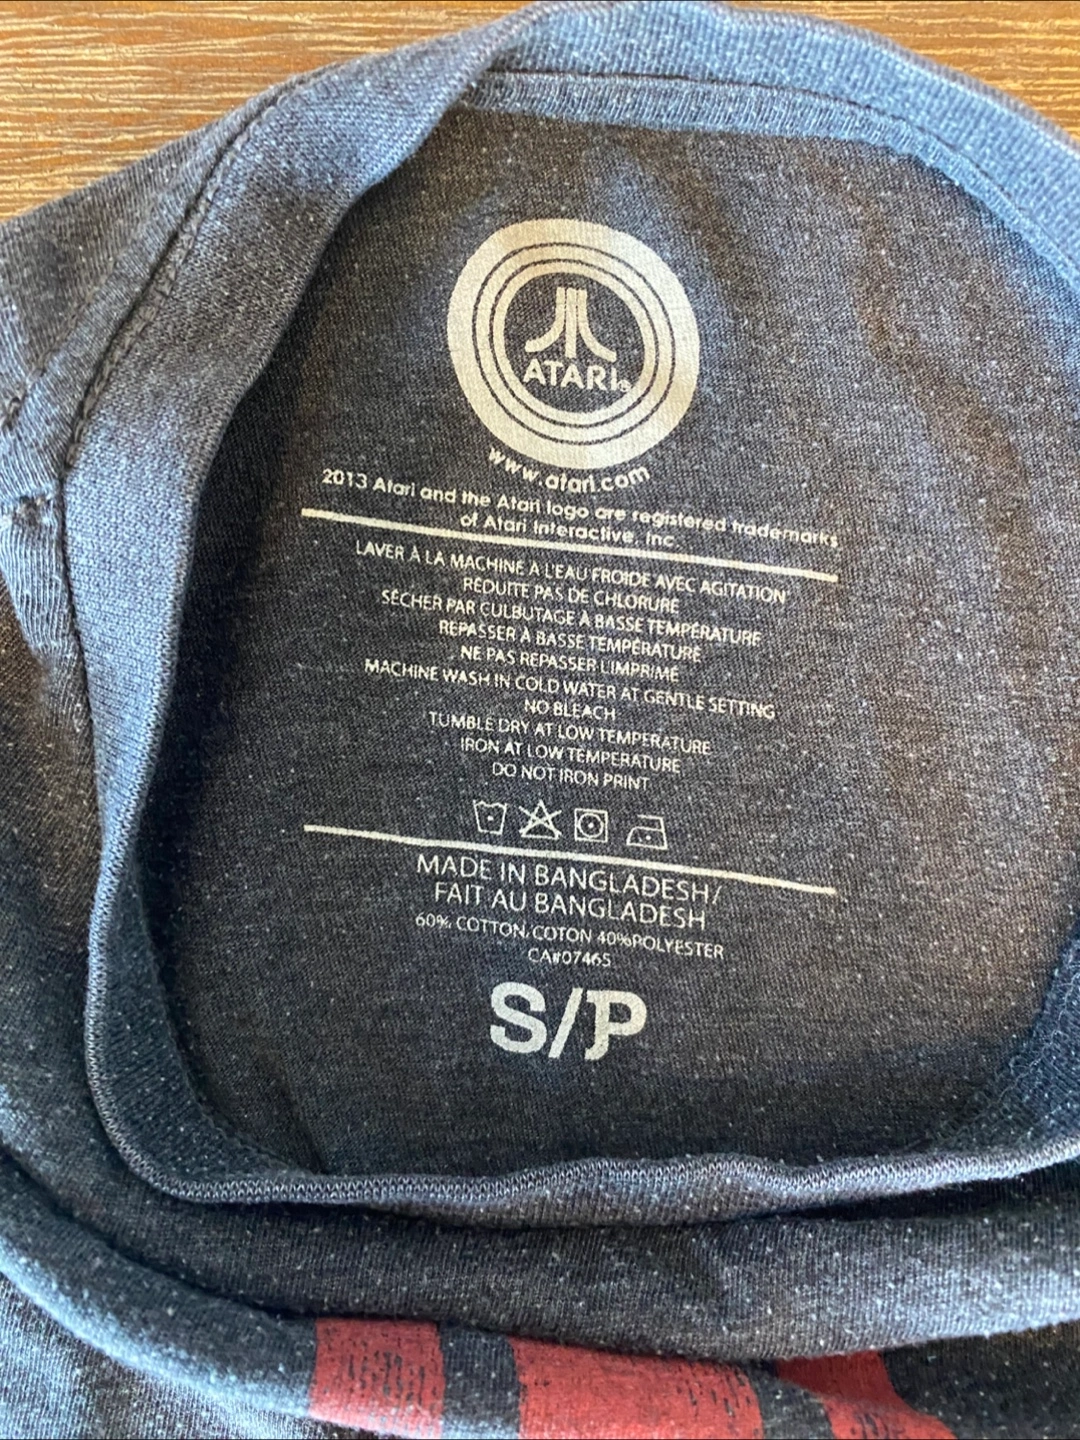 ATARI®
www.atari.com
2013 Atari and the Atari logo are registered trademarks
of Atari Interactive, Inc.
LAVER À LA MACHINE A L'EAU FROIDE AVEC AGITATION
RÉDUITE PAS DE CHLORURE
SÉCHER PAR CULBUTAGE À BASSE TEMPÉRATURE
REPASSER À BASSE TEMPÉRATURE
NE PAS REPASSER L'IMPRIMÉ
MACHINE WASH IN COLD WATER AT GENTLE SETTING
NO BLEACH
TUMBLE DRY AT LOW TEMPERATURE
IRON AT LOW TEMPERATURE
DO NOT IRON PRINT
MADE IN BANGLADESH/
FAIT AU BANGLADESH
60% COTTON, COTON 40%POLYESTER
CA#07465
S/P